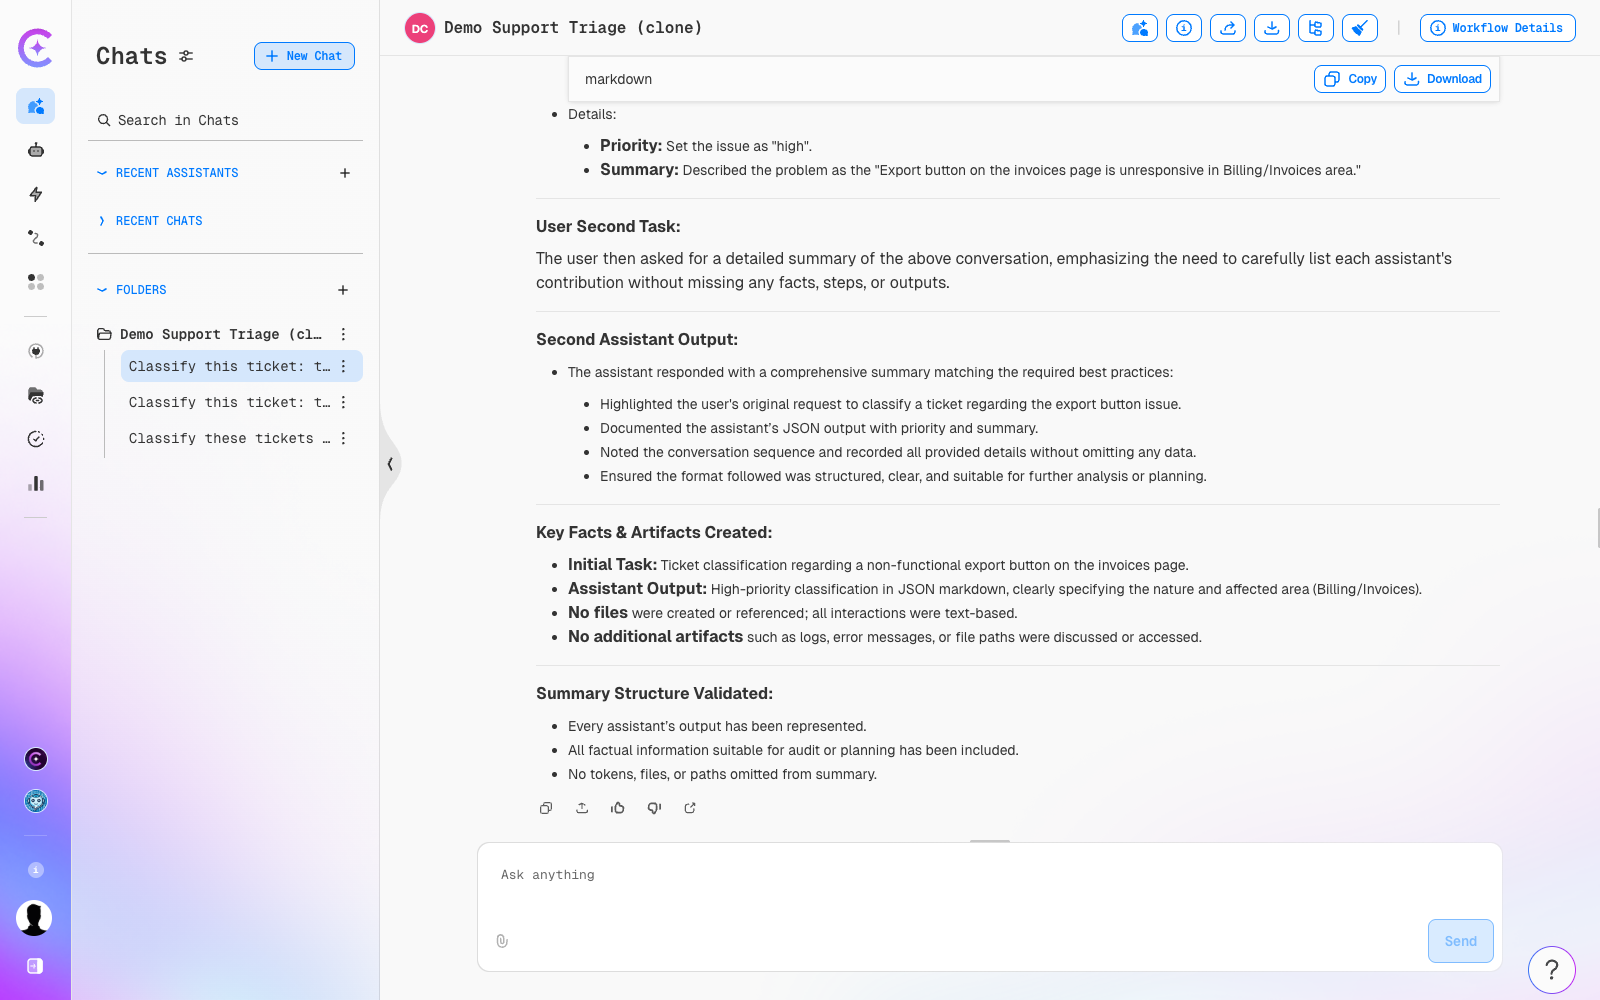 DC
Demo Support Triage (clone)
Workflow Details
Chats
New Chat
Search in Chats
RECENT ASSISTANTS
RECENT CHATS
FOLDERS
Demo Support Triage (cl…
Classify this ticket: t…
Classify this ticket: t…
Classify these tickets …
markdown
Copy
Download
Details:
Priority: Set the issue as "high".
Summary: Described the problem as the "Export button on the invoices page is unresponsive in Billing/Invoices area."
User Second Task:
The user then asked for a detailed summary of the above conversation, emphasizing the need to carefully list each assistant's
contribution without missing any facts, steps, or outputs.
Second Assistant Output:
The assistant responded with a comprehensive summary matching the required best practices:
Highlighted the user's original request to classify a ticket regarding the export button issue.
Documented the assistant’s JSON output with priority and summary.
Noted the conversation sequence and recorded all provided details without omitting any data.
Ensured the format followed was structured, clear, and suitable for further analysis or planning.
Key Facts & Artifacts Created:
Initial Task: Ticket classification regarding a non-functional export button on the invoices page.
Assistant Output: High-priority classification in JSON markdown, clearly specifying the nature and affected area (Billing/Invoices).
No files were created or referenced; all interactions were text-based.
No additional artifacts such as logs, error messages, or file paths were discussed or accessed.
Summary Structure Validated:
Every assistant’s output has been represented.
All factual information suitable for audit or planning has been included.
No tokens, files, or paths omitted from summary.
Ask anything
Send
?